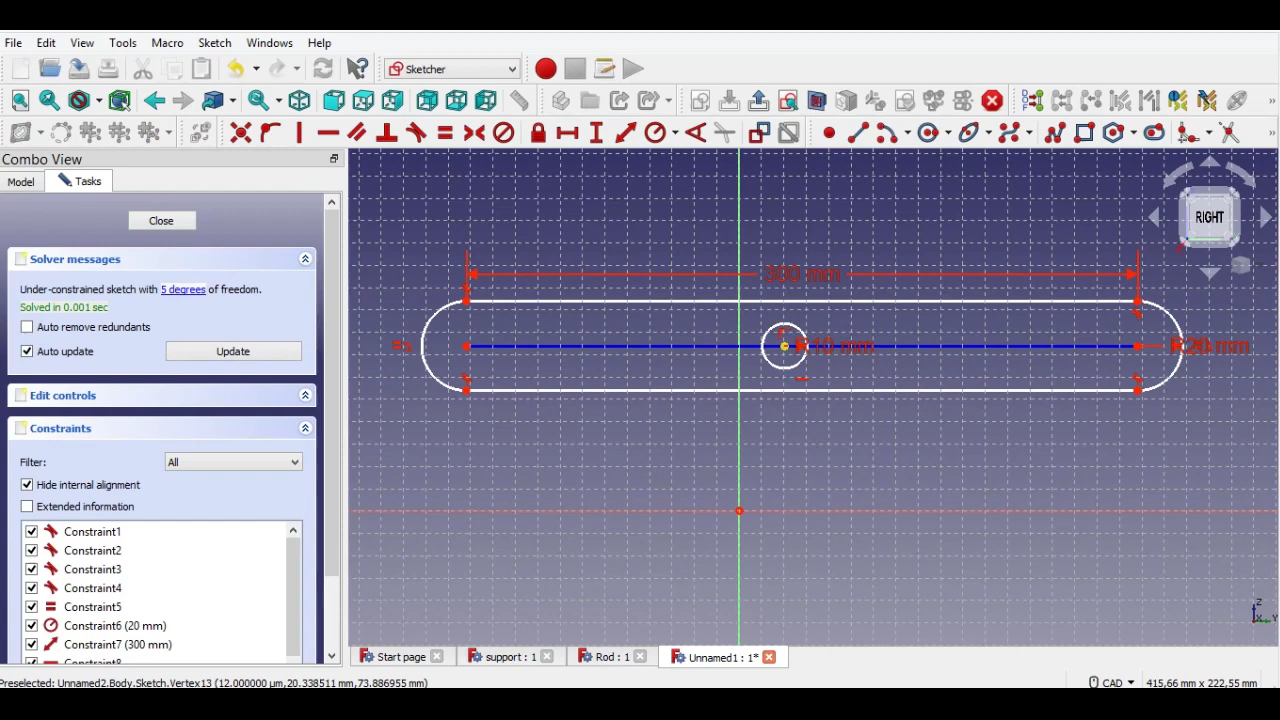 File Edit View Tools Macro Sketch Windows Help
Sketcher
Combo View
Model Tasks
Close
Solver messages
Under-constrained sketch with 5 degrees of freedom.
Solved in 0.001 sec
Auto remove redundants
Auto update Update
Edit controls
Constraints
Filter: All
Hide internal alignment
Extended information
Constraint1
Constraint2
Constraint3
Constraint4
Constraint5
Constraint6 (20 mm)
Constraint7 (300 mm)
Constraint8
RIGHT
300 mm
R10 mm
R20 mm
Z
X
Y
Start page support : 1 Rod : 1 Unnamed1 : 1*
Preselected: Unnamed2.Body.Sketch.Vertex13 (12.000000 µm,20.338511 mm,73.886955 mm) CAD 415,66 mm x 222,55 mm